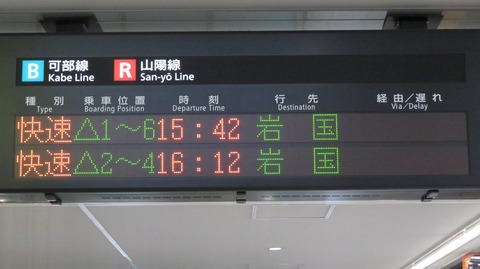 B 可部線 R 山陽線
Kabe Line San-yō Line
種別 乗車位置 時刻 行先 経由/遅れ
Type Boarding Position Departure Time Destination Via/Delay
快速 △1～6 15:42 岩国
快速 △2～4 16:12 岩国